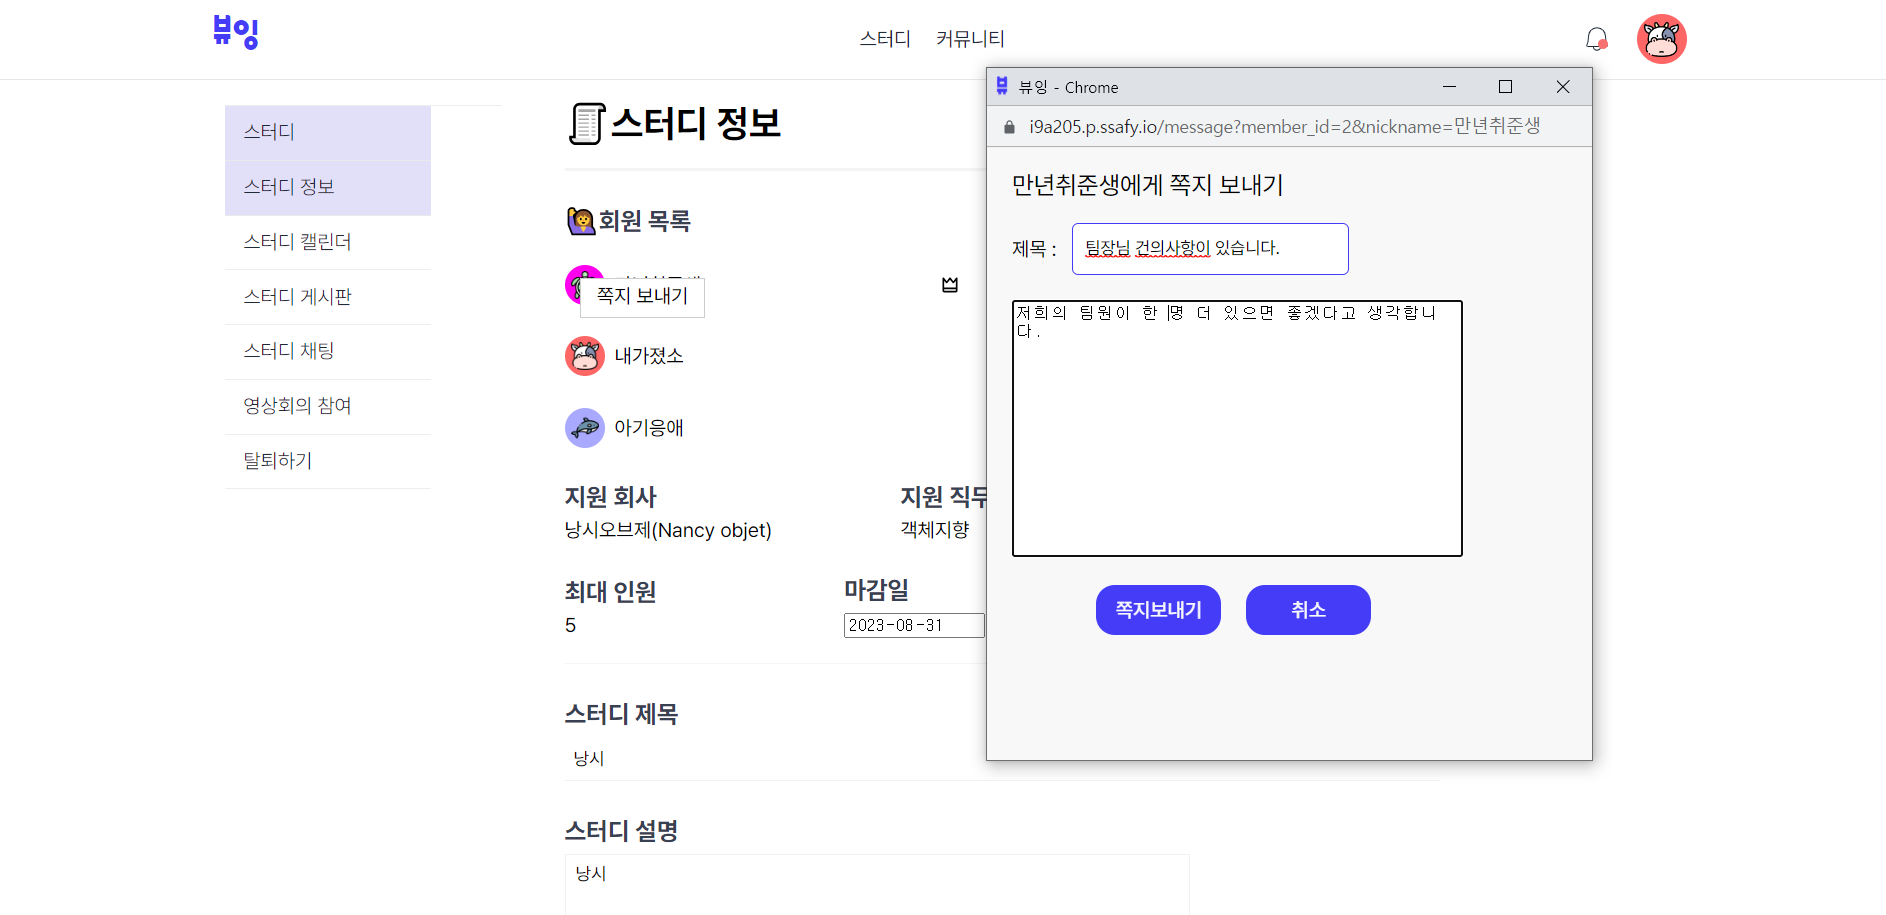 뷰잉
스터디
커뮤니티
스터디
스터디 정보
스터디 캘린더
스터디 게시판
스터디 채팅
영상회의 참여
탈퇴하기
스터디 정보
회원 목록
쪽지 보내기
내가졌소
아기응애
지원 회사
낭시오브제(Nancy objet)
지원 직무
객체지향
최대 인원
5
마감일
2023-08-31
스터디 제목
낭시
스터디 설명
낭시
뷰잉 - Chrome
i9a205.p.ssafy.io/message?member_id=2&nickname=만년취준생
만년취준생에게 쪽지 보내기
제목 :
팀장님 건의사항이 있습니다.
저희의 팀원이 한 명 더 있으면 좋겠다고 생각합니
다.
쪽지보내기
취소